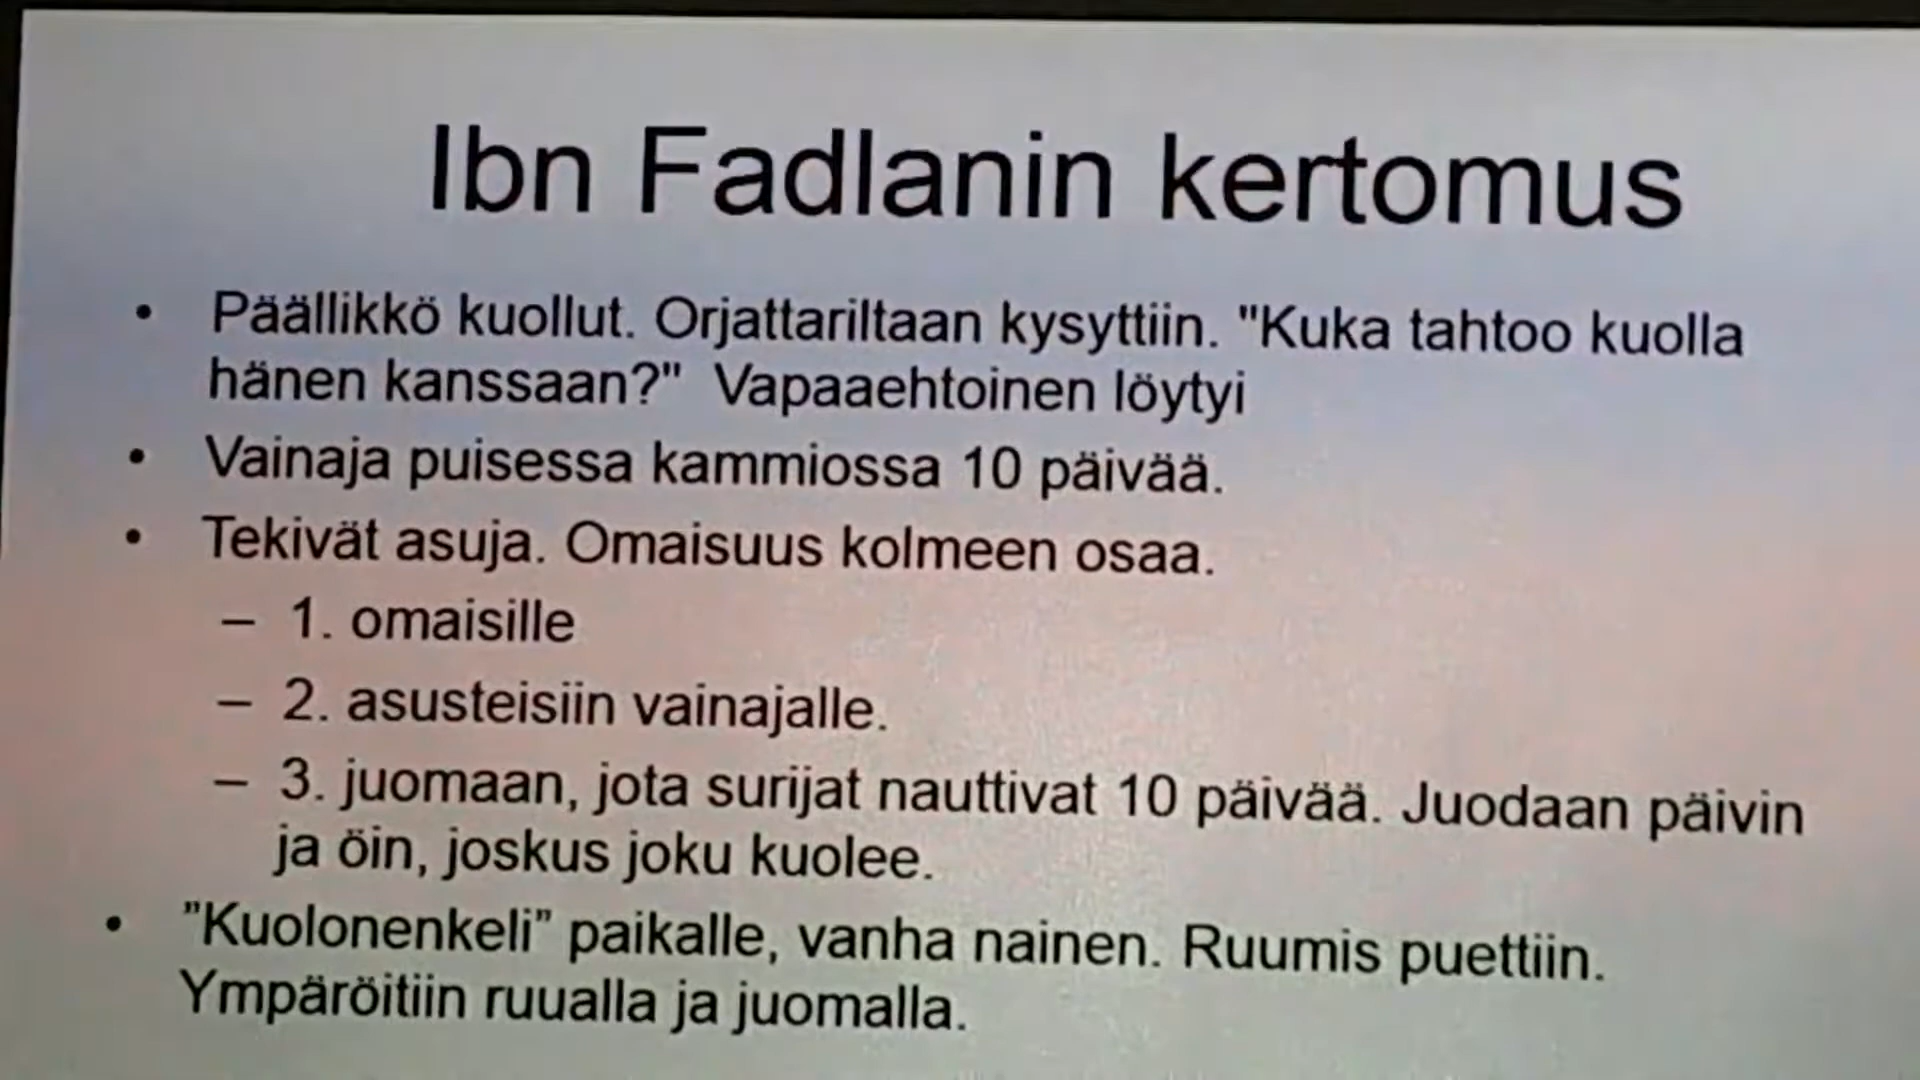 Ibn Fadlanin kertomus
• Päällikkö kuollut. Orjattariltaan kysyttiin. "Kuka tahtoo kuolla
hänen kanssaan?" Vapaaehtoinen löytyi
• Vainaja puisessa kammiossa 10 päivää.
• Tekivät asuja. Omaisuus kolmeen osaa.
– 1. omaisille
– 2. asusteisiin vainajalle.
– 3. juomaan, jota surijat nauttivat 10 päivää. Juodaan päivin
ja öin, joskus joku kuolee.
• ”Kuolonenkeli” paikalle, vanha nainen. Ruumis puettiin.
Ympäröitiin ruualla ja juomalla.